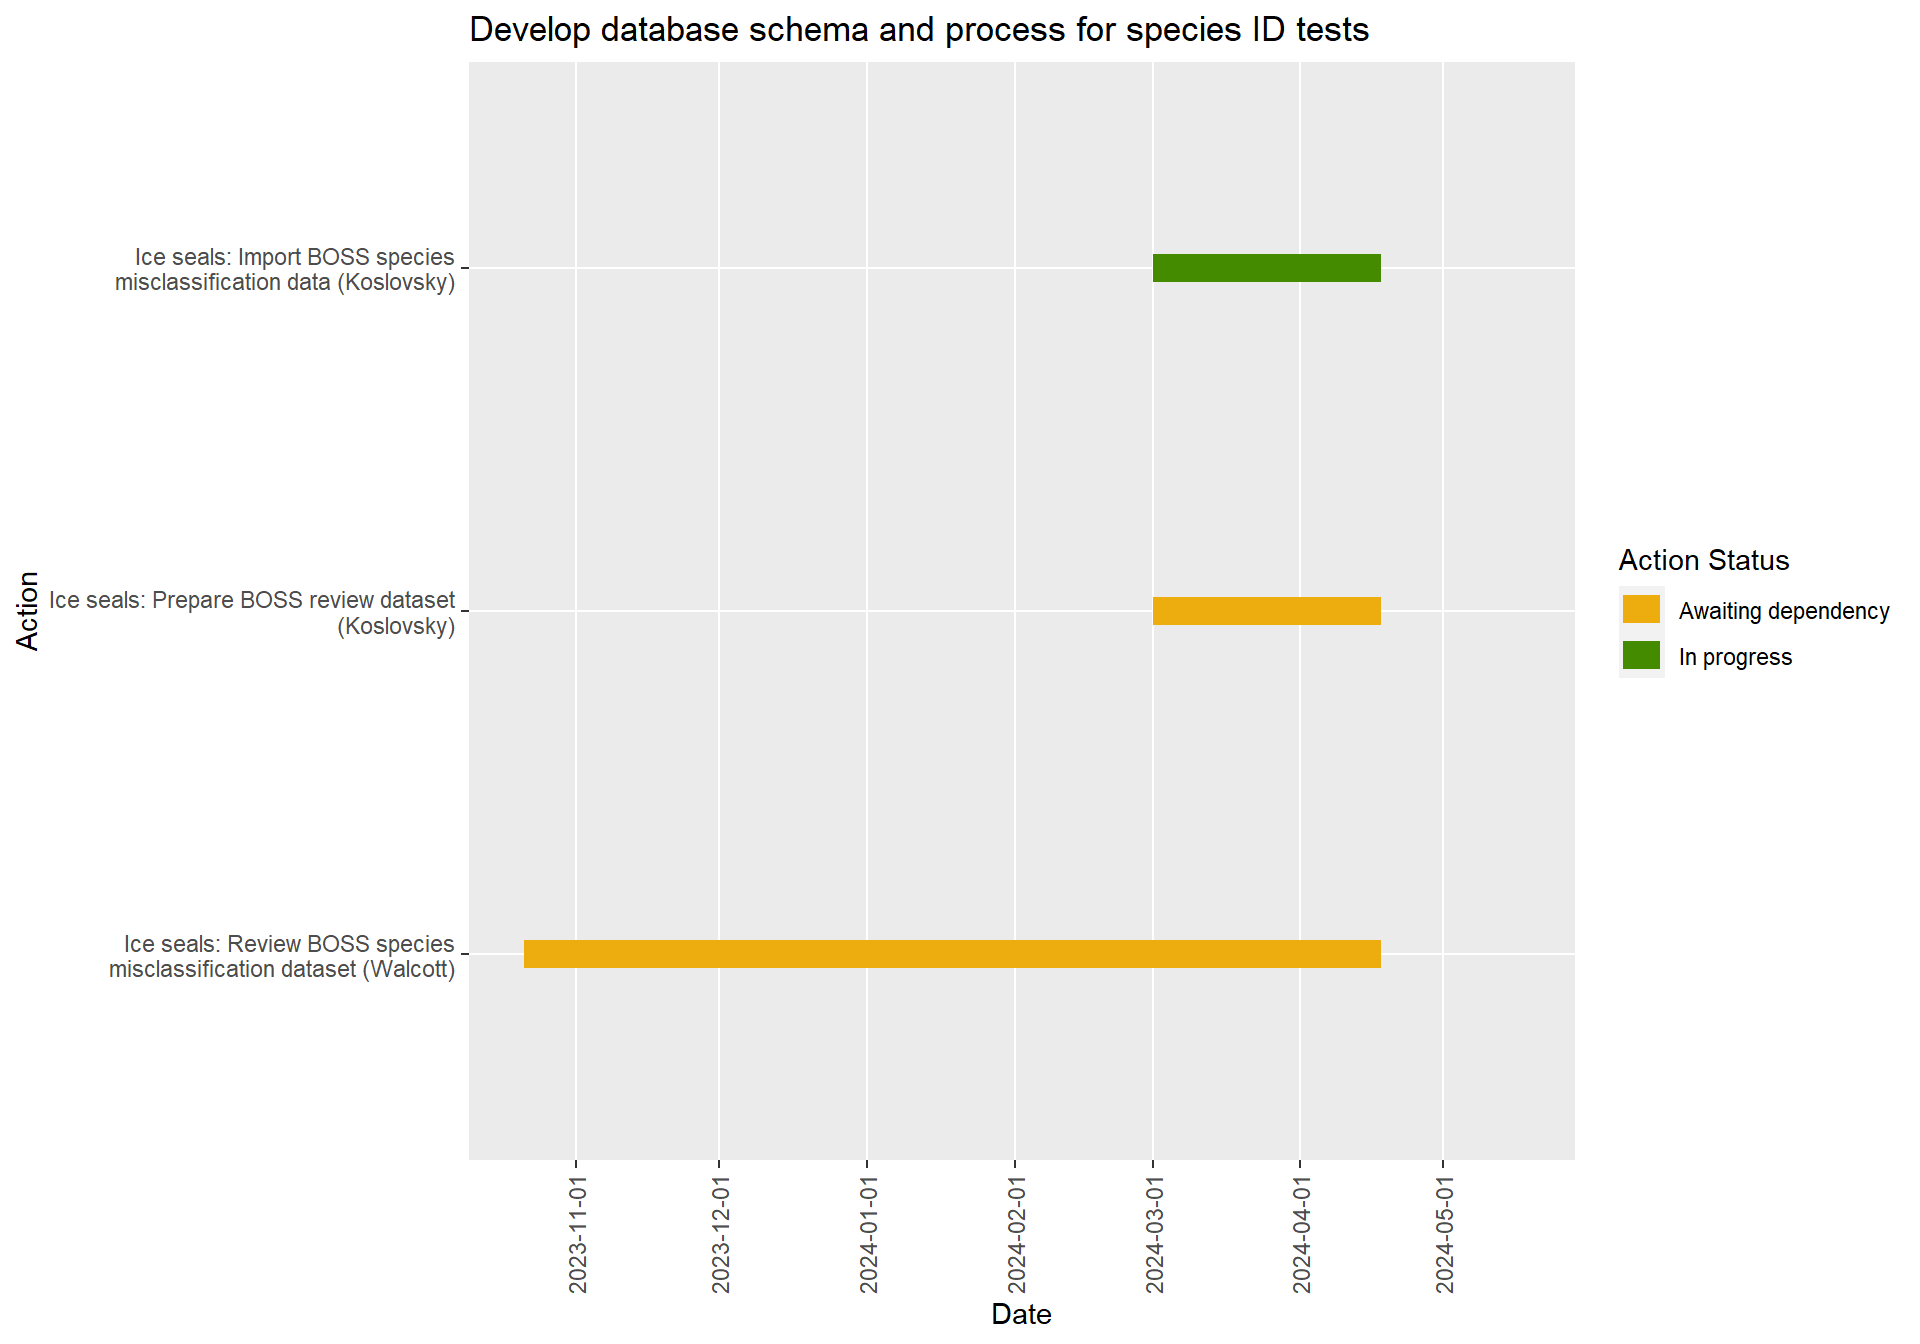 Develop database schema and process for species ID tests
Ice seals: Import BOSS species
misclassification data (Koslovsky)
Ice seals: Prepare BOSS review dataset
(Koslovsky)
Ice seals: Review BOSS species
misclassification dataset (Walcott)
Action
2023-11-01
2023-12-01
2024-01-01
2024-02-01
2024-03-01
2024-04-01
2024-05-01
Date
Action Status
Awaiting dependency
In progress